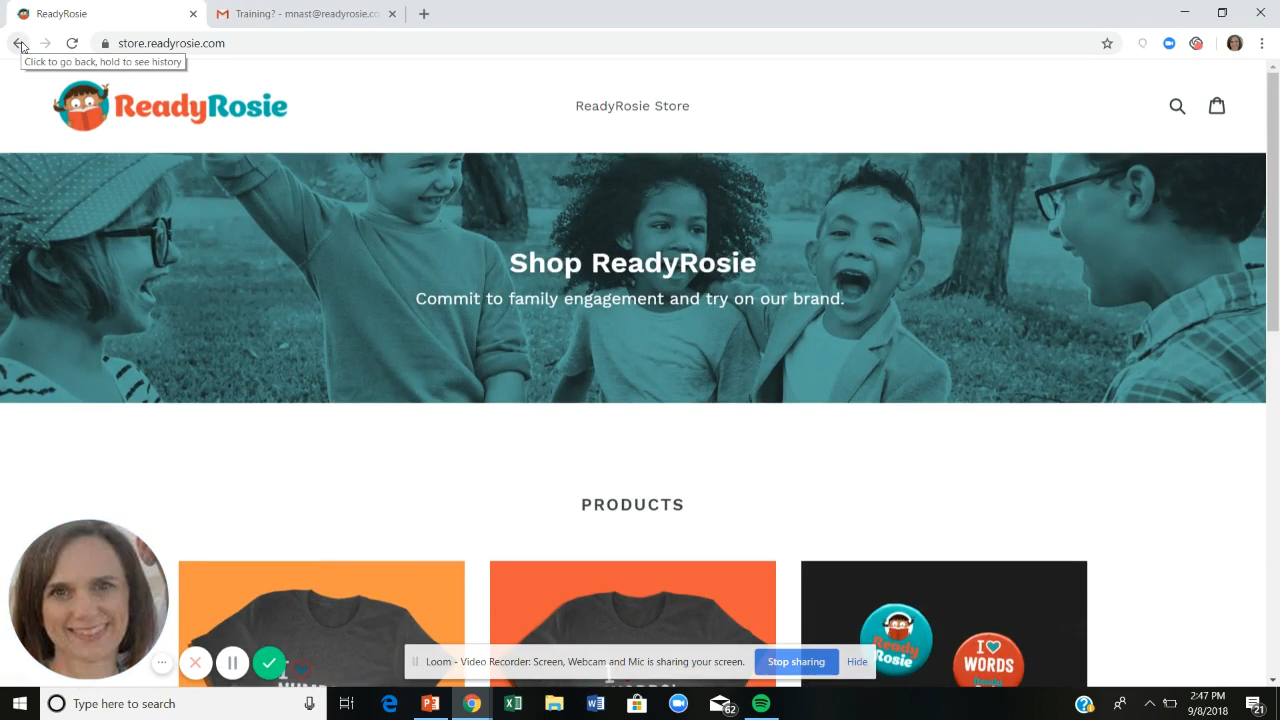 ReadyRosie
Training? - mnast@readyrosie.co
store.readyrosie.com
Click to go back, hold to see history
ReadyRosie
ReadyRosie Store
Shop ReadyRosie
Commit to family engagement and try on our brand.
PRODUCTS
Ready
Rosie
I
WORDS
I
I
WORDS!
Loom - Video Recorder: Screen, Webcam and Mic is sharing your screen.
Stop sharing
Hide
Type here to search
62
2:47 PM
9/8/2018
21